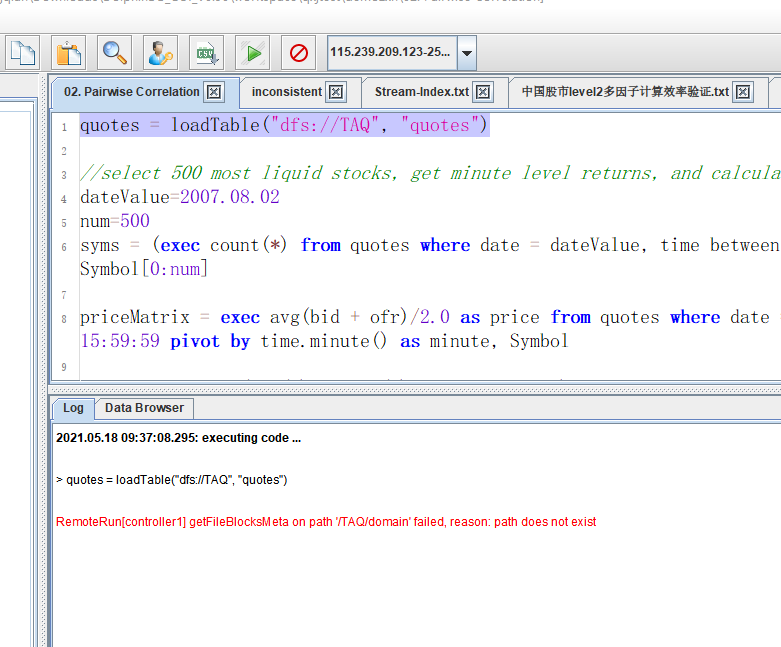 CSV
115.239.209.123-25...
02. Pairwise Correlation
inconsistent
Stream-Index.txt
中国股市level2多因子计算效率验证.txt
1 quotes = loadTable("dfs://TAQ", "quotes")
2
3 //select 500 most liquid stocks, get minute level returns, and calcula
4 dateValue=2007.08.02
5 num=500
6 syms = (exec count(*) from quotes where date = dateValue, time between
Symbol[0:num]
7
8 priceMatrix = exec avg(bid + ofr)/2.0 as price from quotes where date
15:59:59 pivot by time.minute() as minute, Symbol
9
Log
Data Browser
2021.05.18 09:37:08.295: executing code ...
> quotes = loadTable("dfs://TAQ", "quotes")
RemoteRun[controller1] getFileBlocksMeta on path '/TAQ/domain' failed, reason: path does not exist